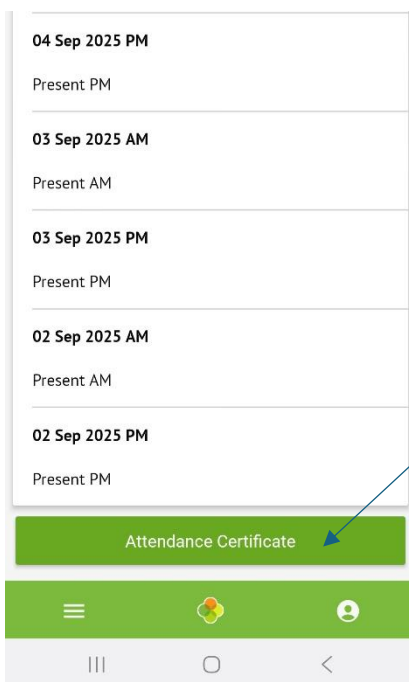 04 Sep 2025 PM
Present PM
03 Sep 2025 AM
Present AM
03 Sep 2025 PM
Present PM
02 Sep 2025 AM
Present AM
02 Sep 2025 PM
Present PM
Attendance Certificate